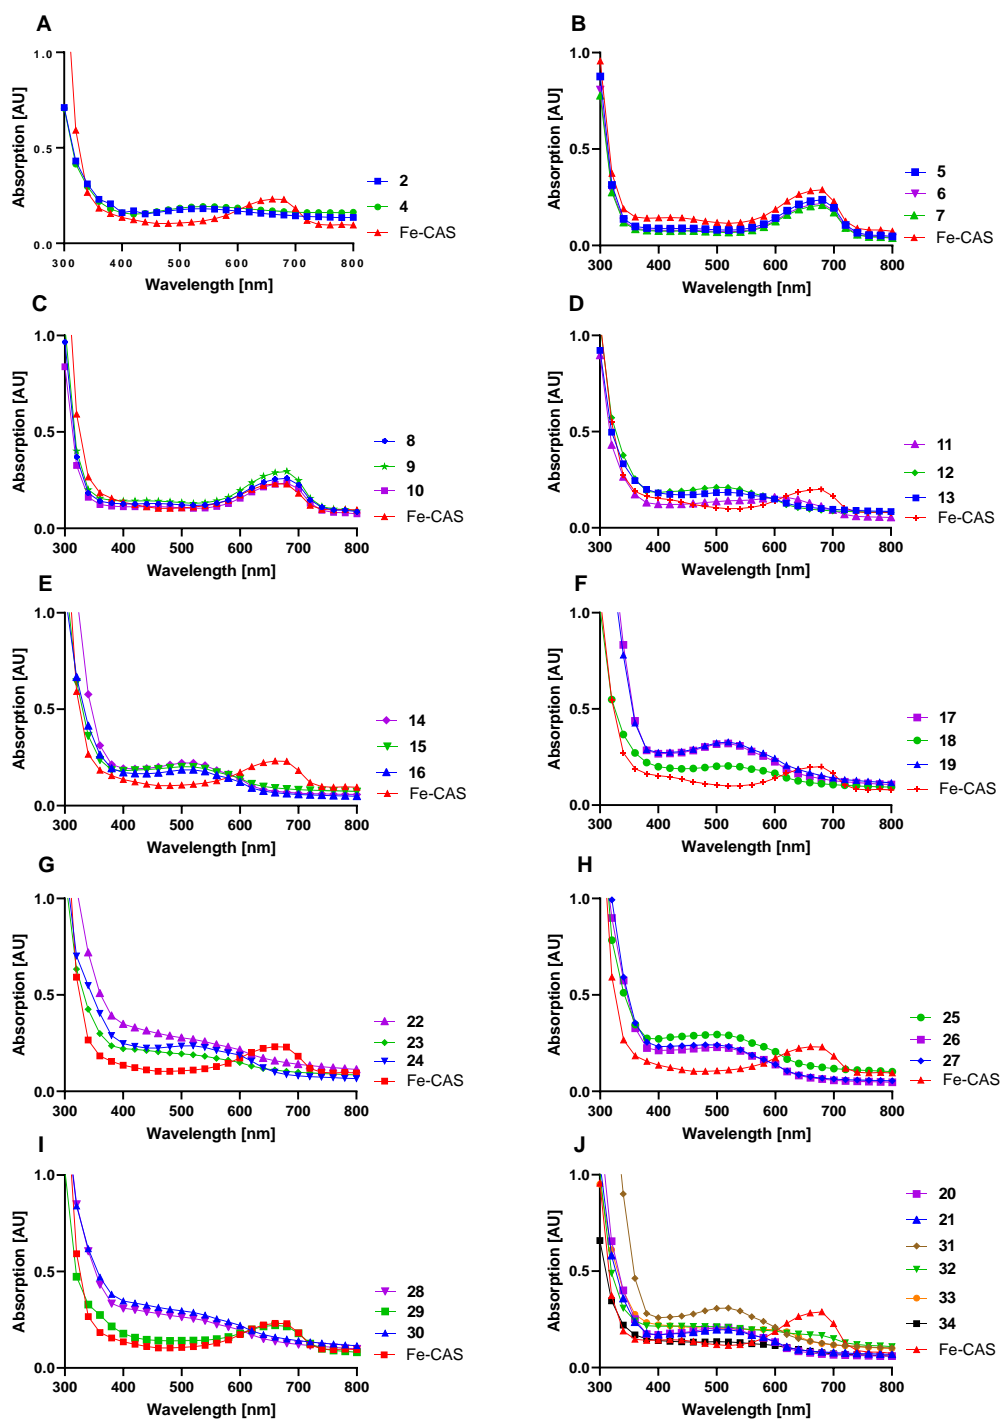 A
1.0
0.5
0.0
Absorption [AU]
300 400 500 600 700 800
Wavelength [nm]
2
4
Fe-CAS
B
1.0
0.5
0.0
Absorption [AU]
300 400 500 600 700 800
Wavelength [nm]
5
6
7
Fe-CAS
C
1.0
0.5
0.0
Absorption [AU]
300 400 500 600 700 800
Wavelength [nm]
8
9
10
Fe-CAS
D
1.0
0.5
0.0
Absorption [AU]
300 400 500 600 700 800
Wavelength [nm]
11
12
13
Fe-CAS
E
1.0
0.5
0.0
Absorption [AU]
300 400 500 600 700 800
Wavelength [nm]
14
15
16
Fe-CAS
F
1.0
0.5
0.0
Absorption [AU]
300 400 500 600 700 800
Wavelength [nm]
17
18
19
Fe-CAS
G
1.0
0.5
0.0
Absorption [AU]
300 400 500 600 700 800
Wavelength [nm]
22
23
24
Fe-CAS
H
1.0
0.5
0.0
Absorption [AU]
300 400 500 600 700 800
Wavelength [nm]
25
26
27
Fe-CAS
I
1.0
0.5
0.0
Absorption [AU]
300 400 500 600 700 800
Wavelength [nm]
28
29
30
Fe-CAS
J
1.0
0.5
0.0
Absorption [AU]
300 400 500 600 700 800
Wavelength [nm]
20
21
31
32
33
34
Fe-CAS